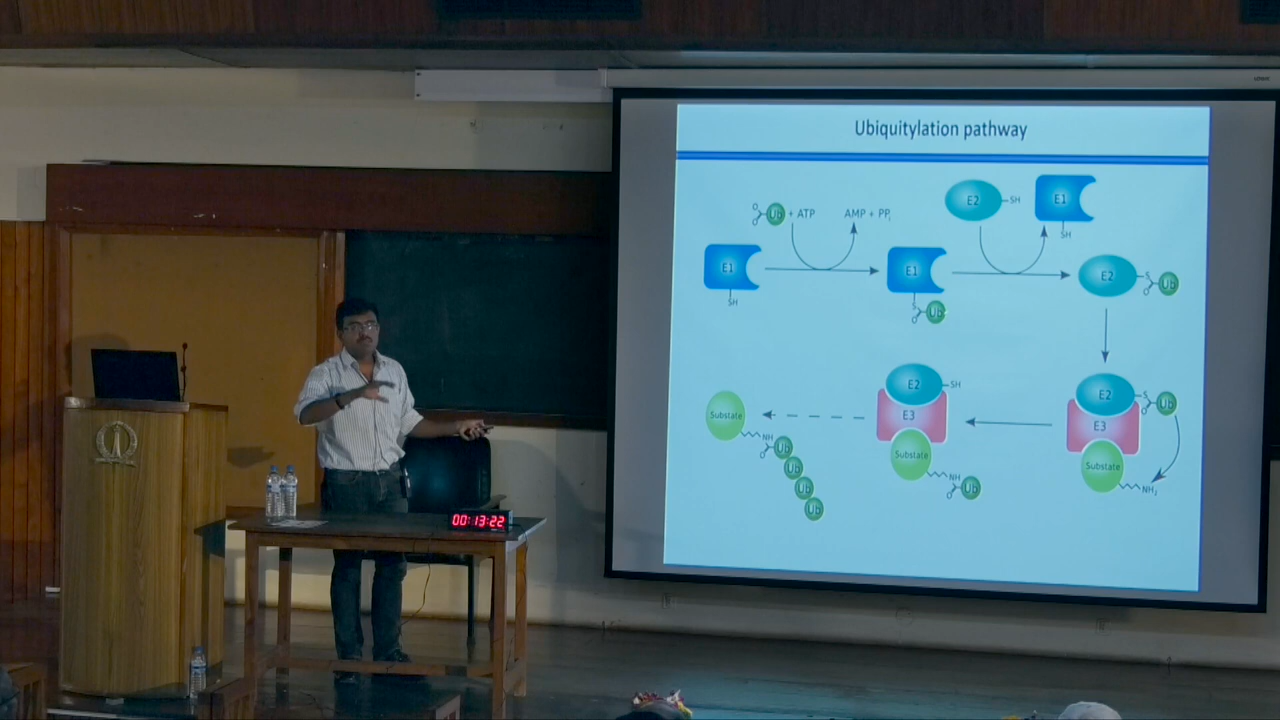 Ubiquitylation pathway
Ub + ATP
AMP + PPi
E2 SH
E1
SH
E1
SH
E1
S
O
Ub
E2 S
O
Ub
E2 SH
E3
Substate
NH
O
Ub
E2 S
O
Ub
E3
Substate
NH2
Substate
NH
O
Ub
Ub
Ub
Ub
00:13:22